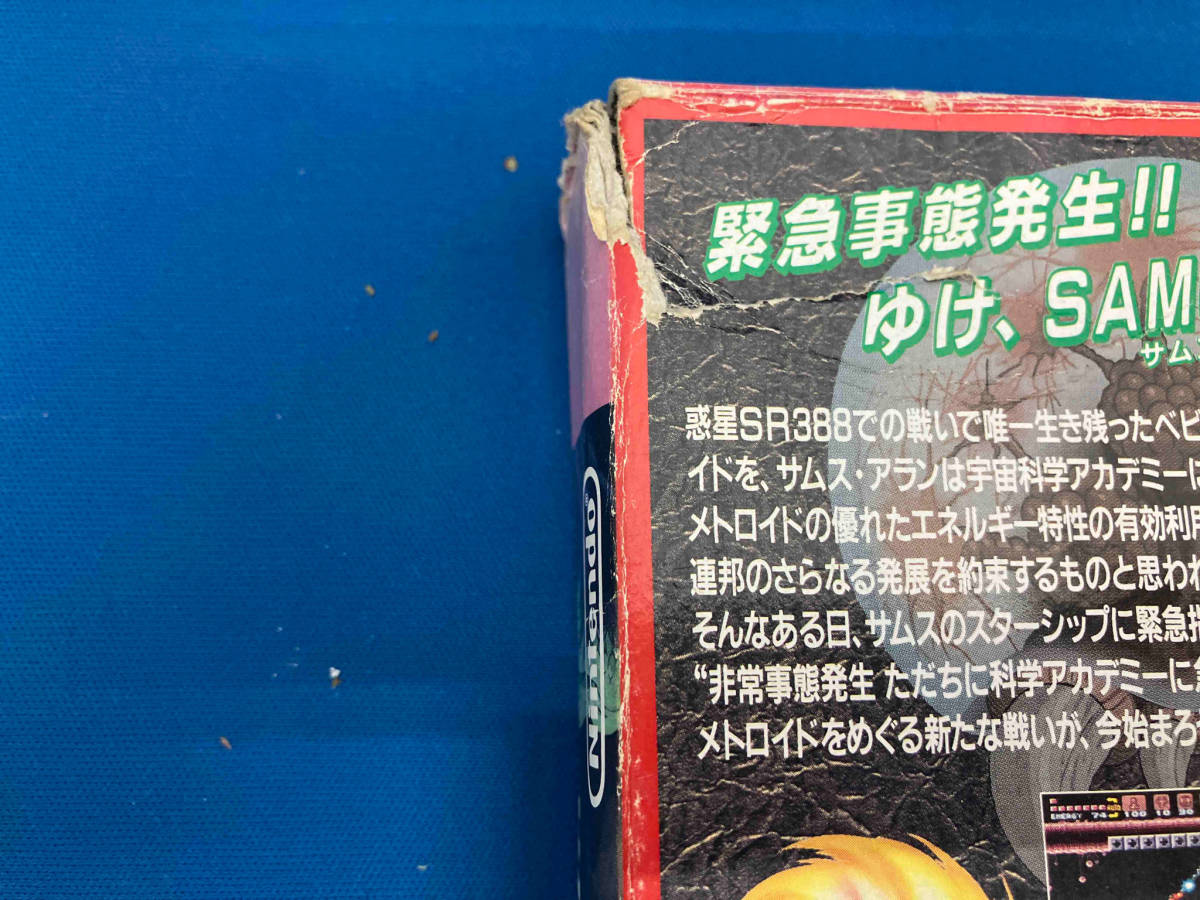 緊急事態発生!!
ゆけ、SAM
サムス
惑星SR388での戦いで唯一生き残ったベビ
イドを、サムス・アランは宇宙科学アカデミーに
メトロイドの優れたエネルギー特性の有効利用
連邦のさらなる発展を約束するものと思われ
そんなある日、サムスのスターシップに緊急指
“非常事態発生 ただちに科学アカデミーに急
メトロイドをめぐる新たな戦いが、今始まろ
Nintendo®
ENERGY 74 100 10 30